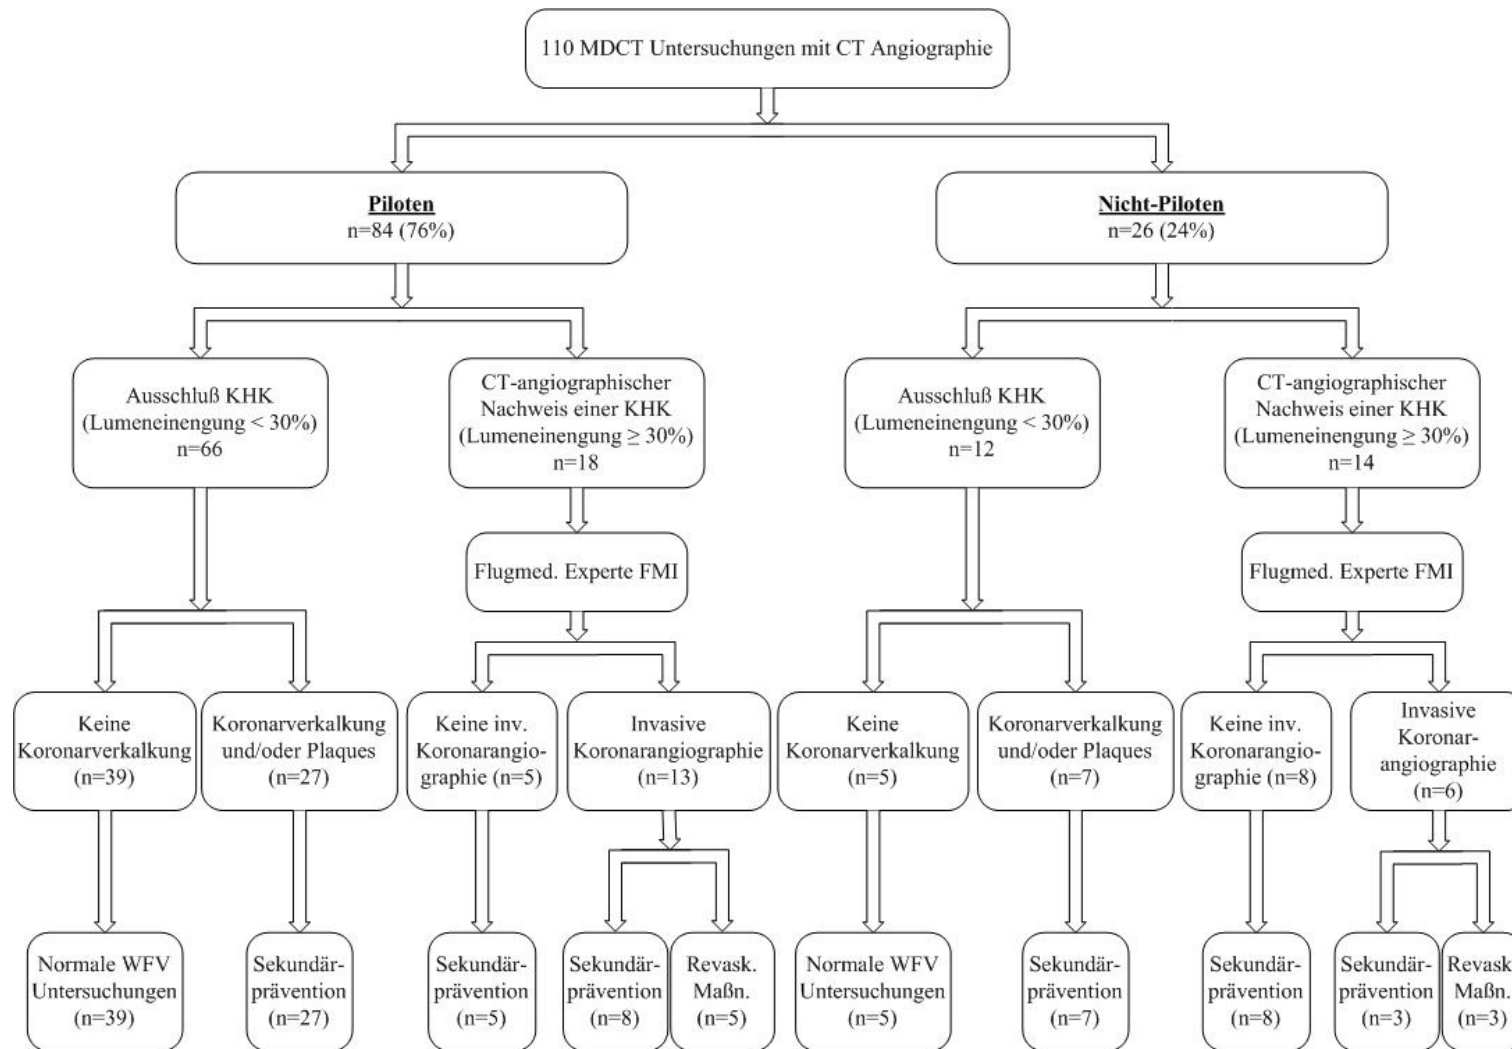 110 MDCT Untersuchungen mit CT Angiographie
Piloten
n=84 (76%)
Nicht-Piloten
n=26 (24%)
Ausschluß KHK
(Lumeneinengung < 30%)
n=66
CT-angiographischer
Nachweis einer KHK
(Lumeneinengung ≥ 30%)
n=18
Ausschluß KHK
(Lumeneinengung < 30%)
n=12
CT-angiographischer
Nachweis einer KHK
(Lumeneinengung ≥ 30%)
n=14
Flugmed. Experte FMI
Flugmed. Experte FMI
Keine
Koronarverkalkung
(n=39)
Koronarverkalkung
und/oder Plaques
(n=27)
Keine inv.
Koronarangio-
graphie (n=5)
Invasive
Koronarangiographie
(n=13)
Keine
Koronarverkalkung
(n=5)
Koronarverkalkung
und/oder Plaques
(n=7)
Keine inv.
Koronarangio-
graphie (n=8)
Invasive
Koronar-
angiographie
(n=6)
Normale WFV
Untersuchungen
(n=39)
Sekundär-
prävention
(n=27)
Sekundär-
prävention
(n=5)
Sekundär-
prävention
(n=8)
Revask.
Maßn.
(n=5)
Normale WFV
Untersuchungen
(n=5)
Sekundär-
prävention
(n=7)
Sekundär-
prävention
(n=8)
Sekundär-
prävention
(n=3)
Revask.
Maßn.
(n=3)